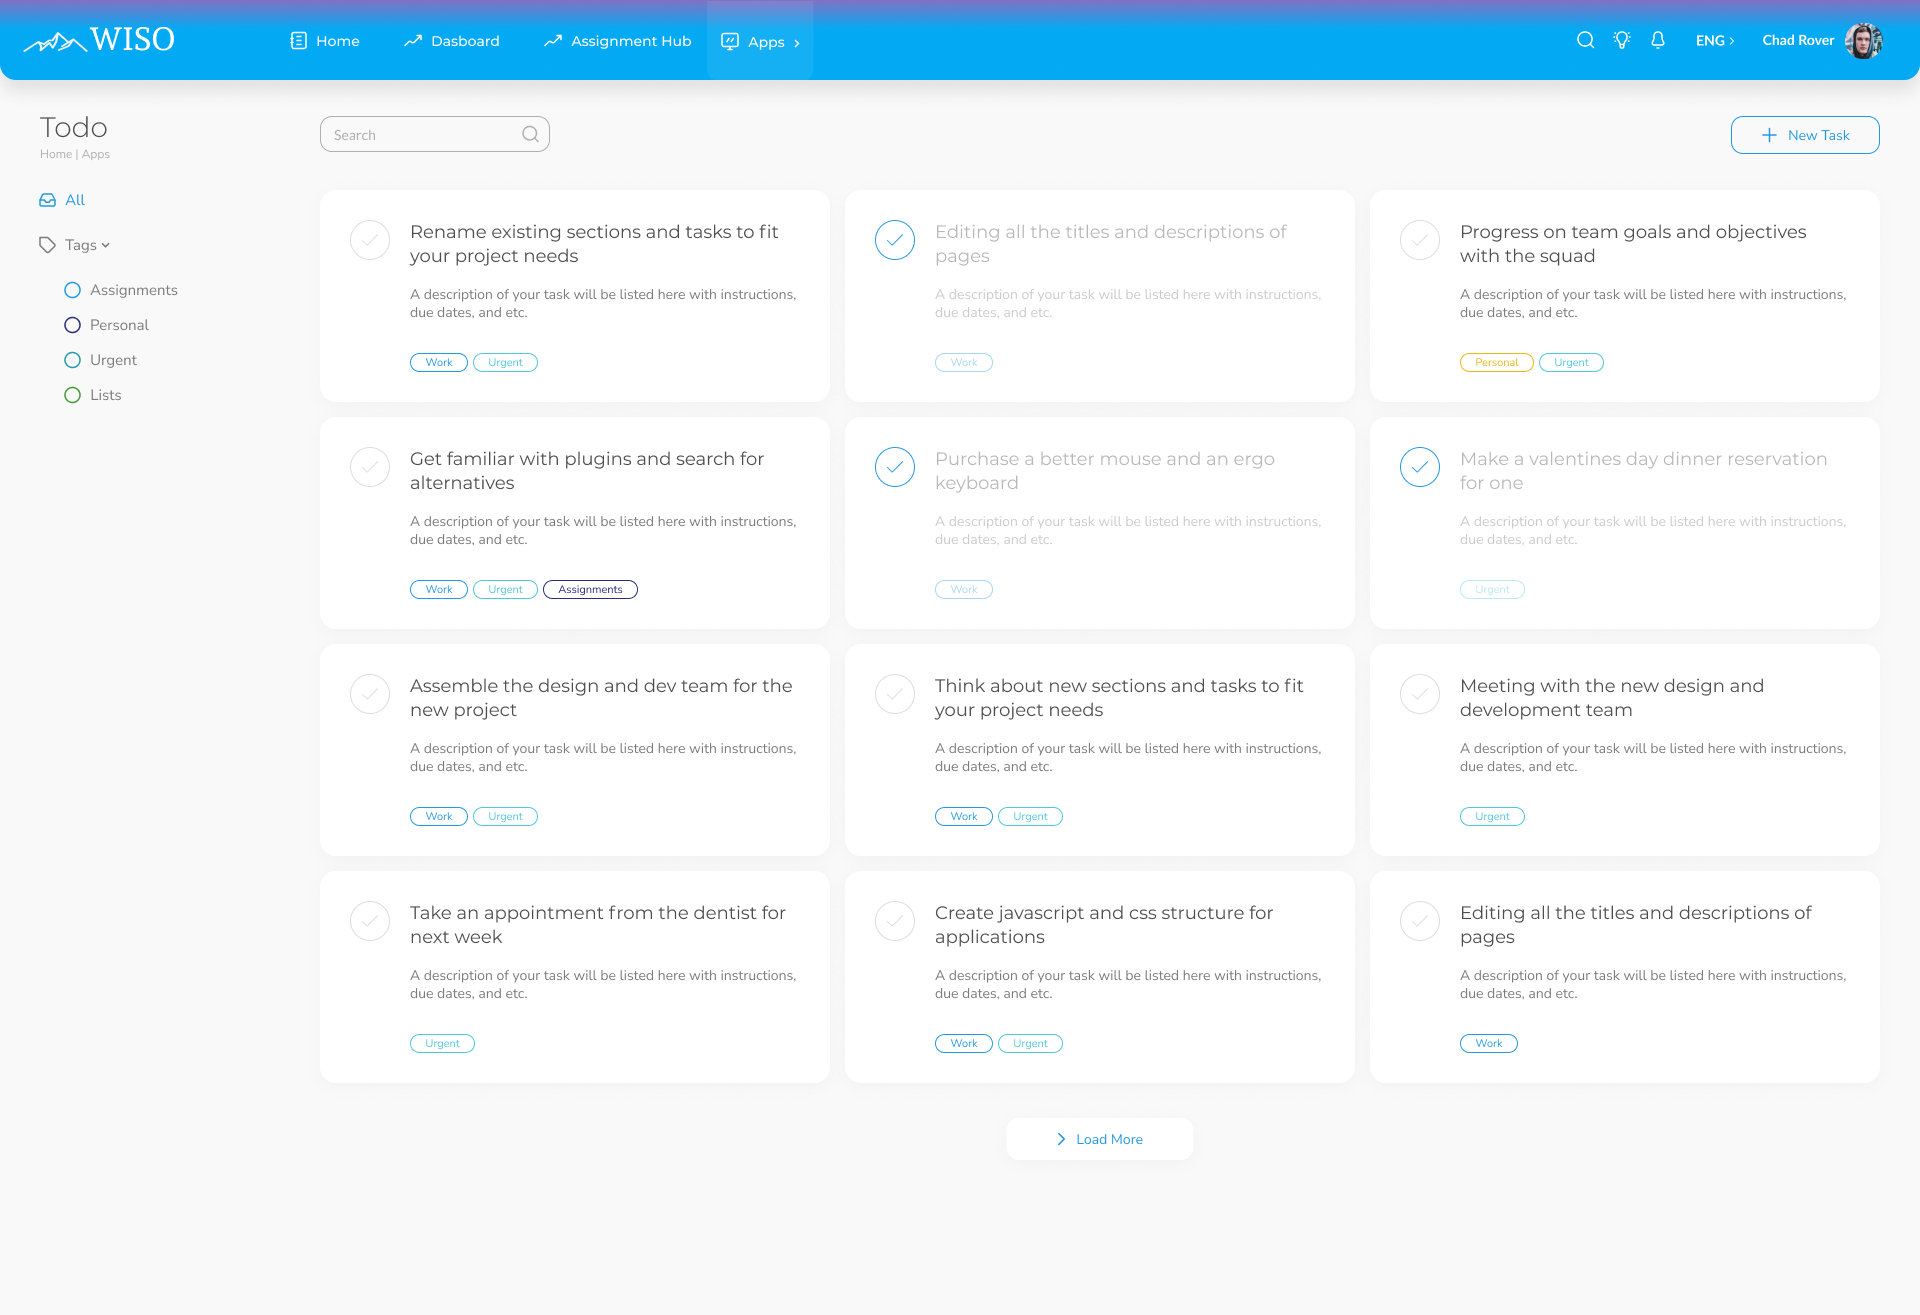 WISO
Home
Dasboard
Assignment Hub
Apps
ENG
Chad Rover
Todo
Home | Apps
Search
New Task
All
Tags
Assignments
Personal
Urgent
Lists
Rename existing sections and tasks to fit
your project needs
A description of your task will be listed here with instructions,
due dates, and etc.
Work Urgent
Editing all the titles and descriptions of
pages
A description of your task will be listed here with instructions,
due dates, and etc.
Work
Progress on team goals and objectives
with the squad
A description of your task will be listed here with instructions,
due dates, and etc.
Personal Urgent
Get familiar with plugins and search for
alternatives
A description of your task will be listed here with instructions,
due dates, and etc.
Work Urgent Assignments
Purchase a better mouse and an ergo
keyboard
A description of your task will be listed here with instructions,
due dates, and etc.
Work
Make a valentines day dinner reservation
for one
A description of your task will be listed here with instructions,
due dates, and etc.
Urgent
Assemble the design and dev team for the
new project
A description of your task will be listed here with instructions,
due dates, and etc.
Work Urgent
Think about new sections and tasks to fit
your project needs
A description of your task will be listed here with instructions,
due dates, and etc.
Work Urgent
Meeting with the new design and
development team
A description of your task will be listed here with instructions,
due dates, and etc.
Urgent
Take an appointment from the dentist for
next week
A description of your task will be listed here with instructions,
due dates, and etc.
Urgent
Create javascript and css structure for
applications
A description of your task will be listed here with instructions,
due dates, and etc.
Work Urgent
Editing all the titles and descriptions of
pages
A description of your task will be listed here with instructions,
due dates, and etc.
Work
Load More